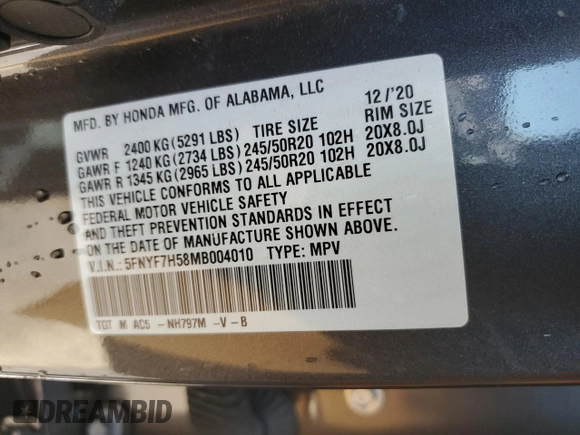 MFD. BY HONDA MFG. OF ALABAMA, LLC 12/'20
GVWR 2400 KG (5291 LBS) TIRE SIZE RIM SIZE
GAWR F 1240 KG (2734 LBS) 245/50R20 102H 20X8.0J
GAWR R 1345 KG (2965 LBS) 245/50R20 102H 20X8.0J
THIS VEHICLE CONFORMS TO ALL APPLICABLE
FEDERAL MOTOR VEHICLE SAFETY
AND THEFT PREVENTION STANDARDS IN EFFECT
ON THE DATE OF MANUFACTURE SHOWN ABOVE.
V.I.N.: 5FNYF7H58MB004010 TYPE: MPV
TGT M AC5 -NH797M -V -B
DREAMBID